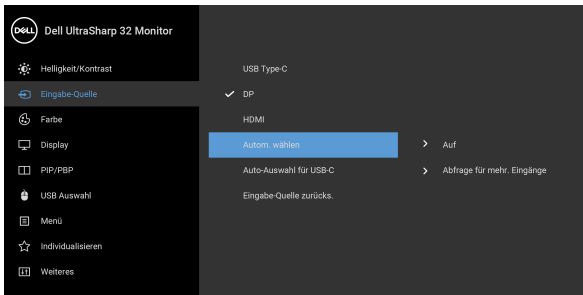 DELL Dell UltraSharp 32 Monitor
Helligkeit/Kontrast USB Type-C
Eingabe-Quelle DP
Farbe HDMI
Display Autom. wählen Auf
PIP/PBP Auto-Auswahl für USB-C Abfrage für mehr. Eingänge
USB Auswahl Eingabe-Quelle zurücks.
Menü
Individualisieren
Weiteres